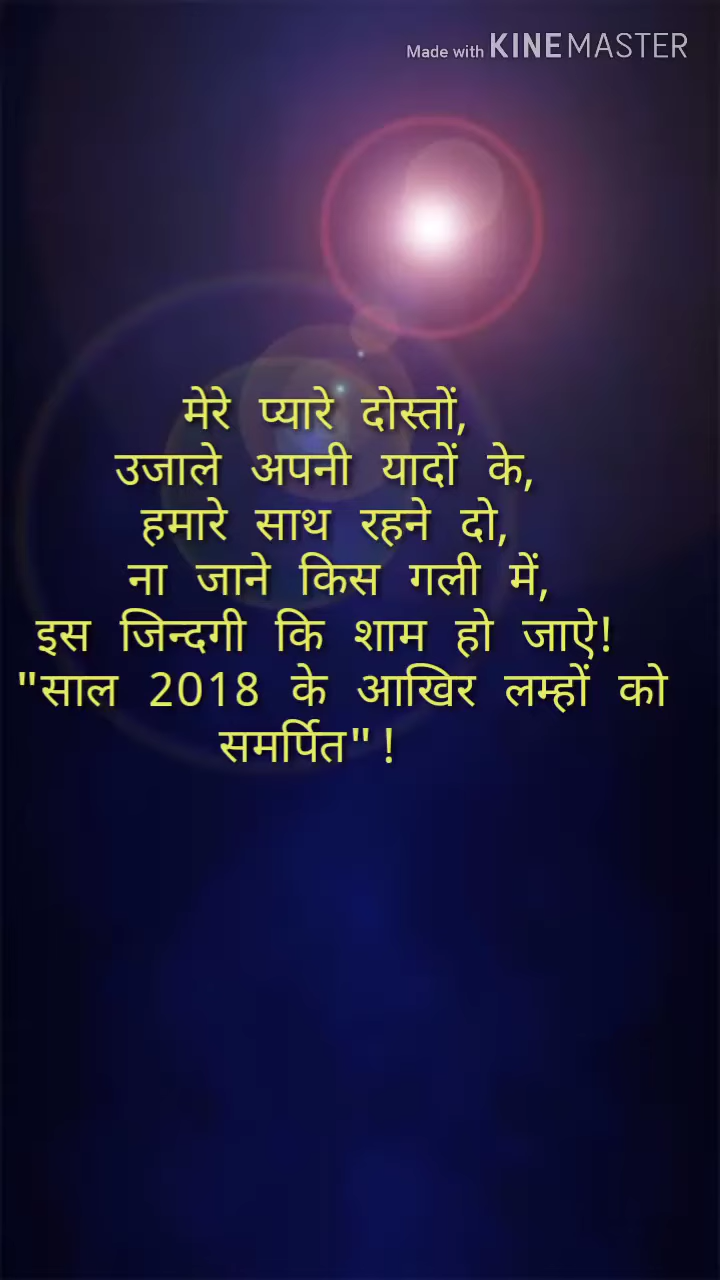 Made with KINEMASTER
मेरे प्यारे दोस्तों,
उजाले अपनी यादों के,
हमारे साथ रहने दो,
ना जाने किस गली में,
इस जिन्दगी कि शाम हो जाऐ!
"साल 2018 के आखिर लम्हों को
समर्पित"!